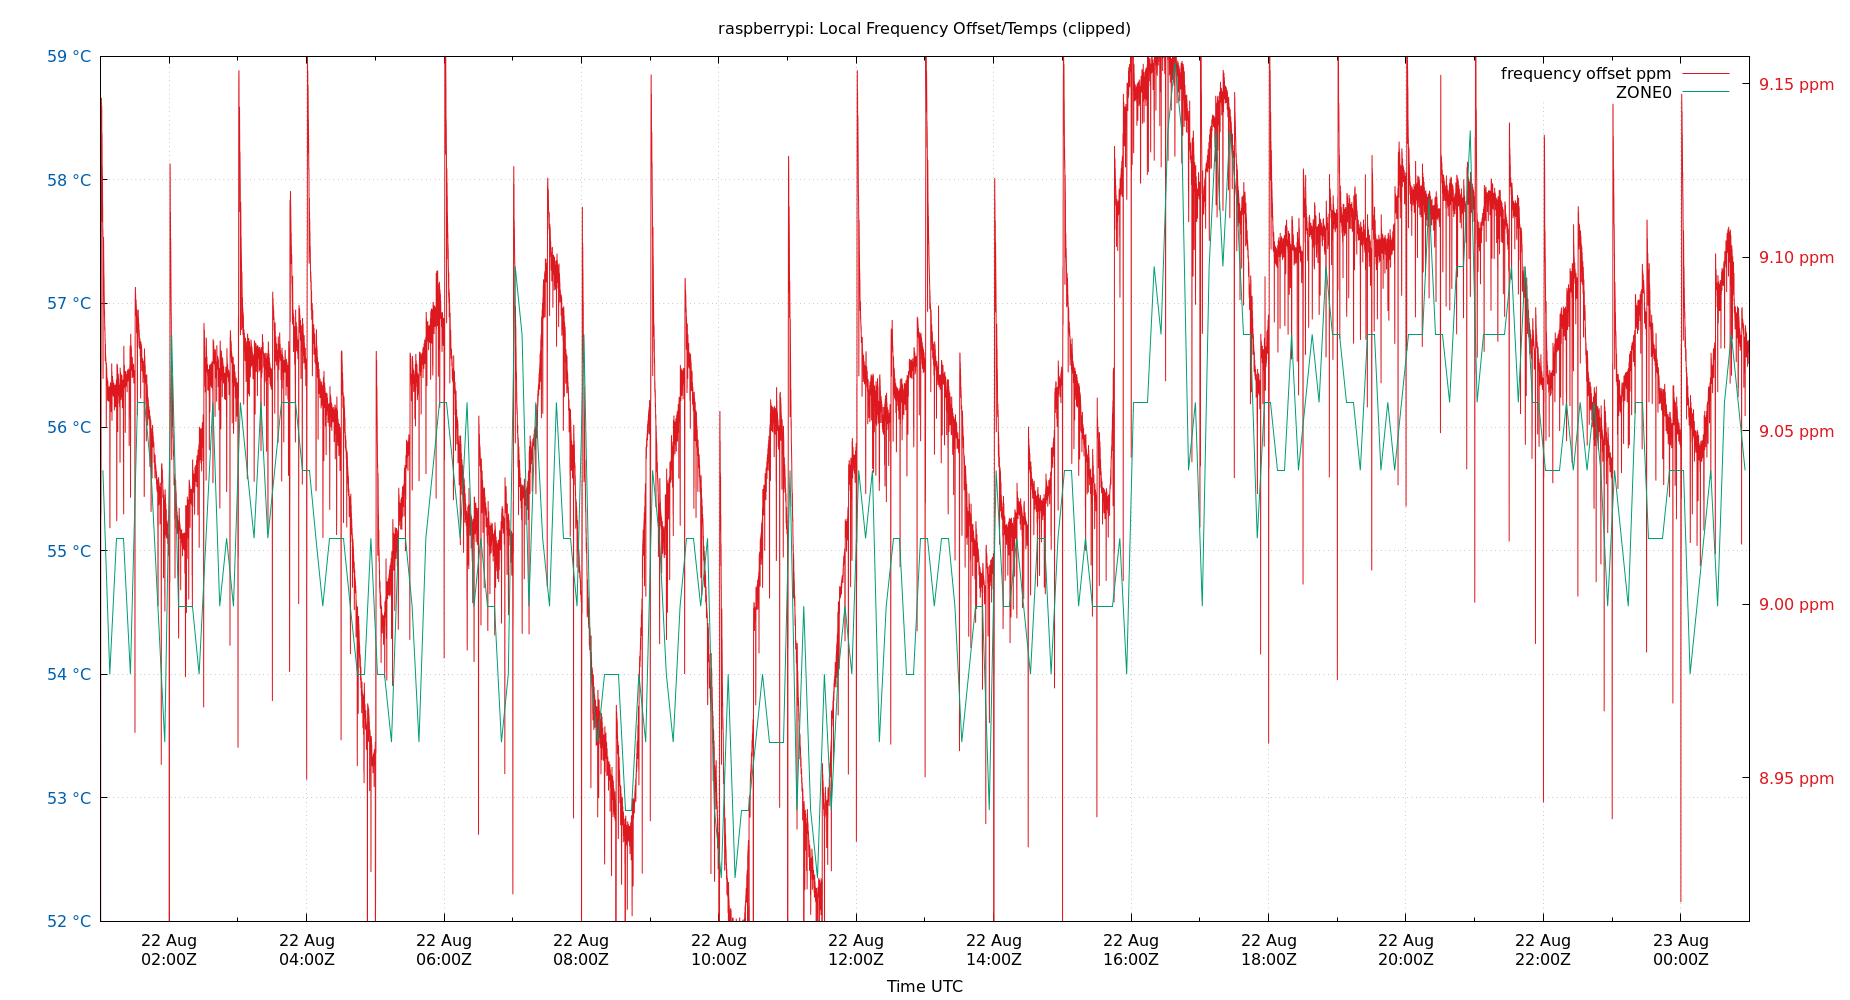 raspberrypi: Local Frequency Offset/Temps (clipped)
59 °C
58 °C
57 °C
56 °C
55 °C
54 °C
53 °C
52 °C
frequency offset ppm
ZONE0
9.15 ppm
9.10 ppm
9.05 ppm
9.00 ppm
8.95 ppm
22 Aug 22 Aug 22 Aug 22 Aug 22 Aug 22 Aug 22 Aug 22 Aug 22 Aug 22 Aug 22 Aug 23 Aug
02:00Z 04:00Z 06:00Z 08:00Z 10:00Z 12:00Z 14:00Z 16:00Z 18:00Z 20:00Z 22:00Z 00:00Z
Time UTC